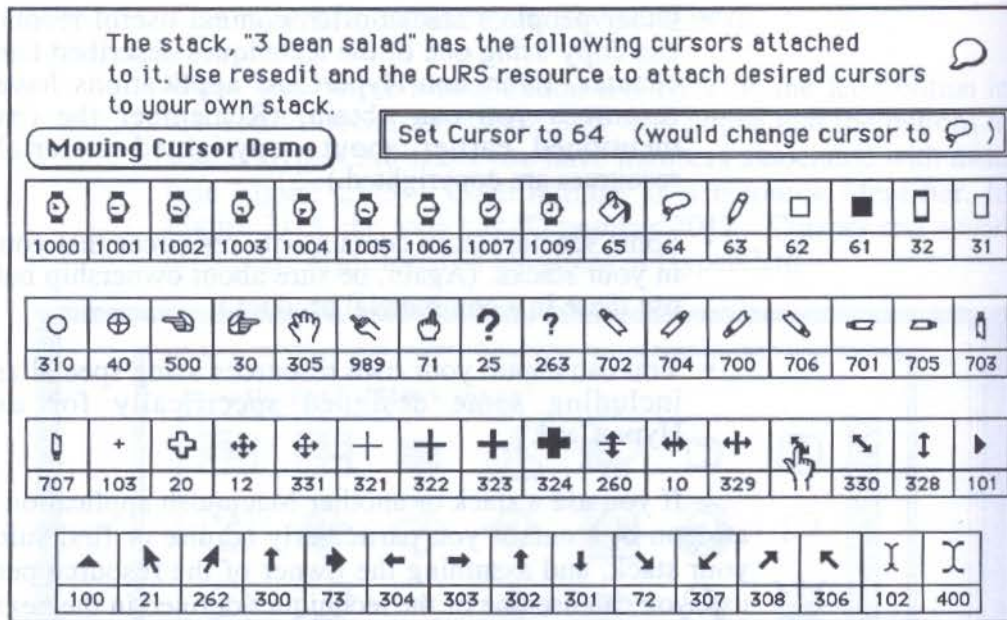 The stack, "3 bean salad" has the following cursors attached
to it. Use resedit and the CURS resource to attach desired cursors
to your own stack.
Moving Cursor Demo
Set Cursor to 64 (would change cursor to )
1000 1001 1002 1003 1004 1005 1006 1007 1009 65 64 63 62 61 32 31
310 40 500 30 305 989 71 25 263 702 704 700 706 701 705 703
707 103 20 12 331 321 322 323 324 260 10 329 11 330 328 101
100 21 262 300 73 304 303 302 301 72 307 308 306 102 400